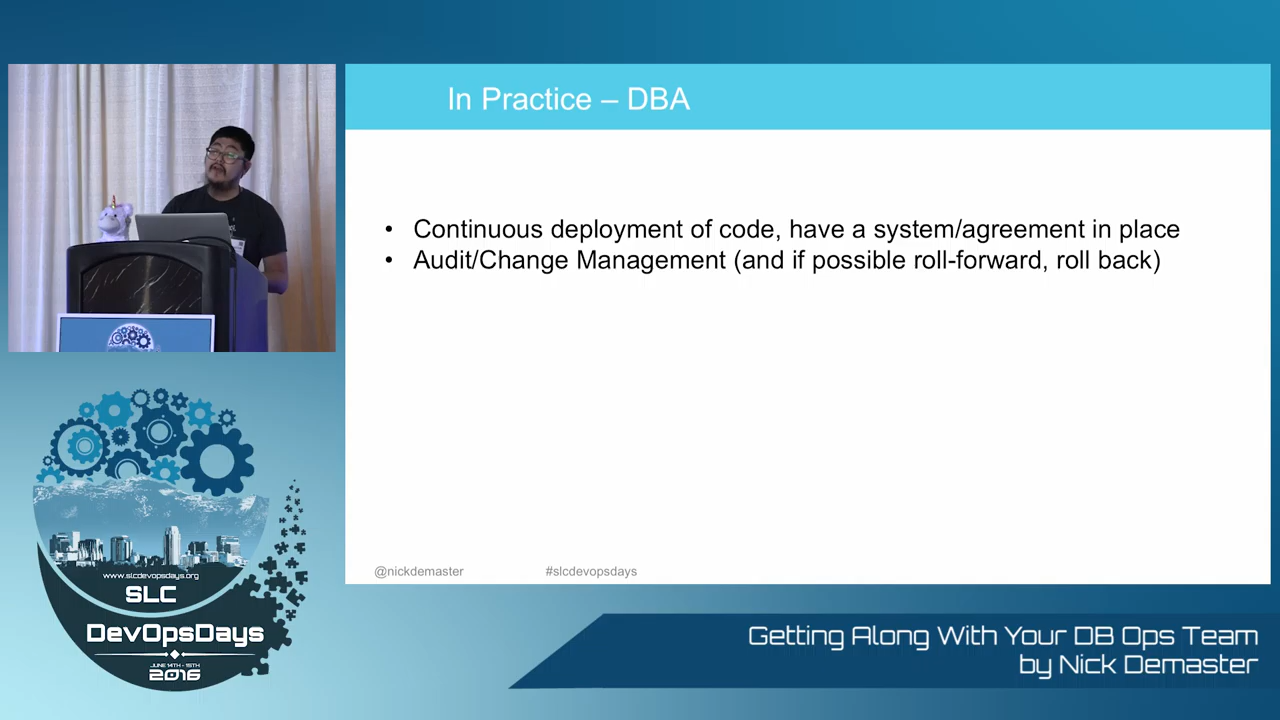 In Practice – DBA
• Continuous deployment of code, have a system/agreement in place
• Audit/Change Management (and if possible roll-forward, roll back)
@nickdemaster #slcdevopsdays
www.slcdevopsdays.org
SLC
DevOpsDays
JUNE 14TH - 15TH
2016
Getting Along With Your DB Ops Team
by Nick Demaster